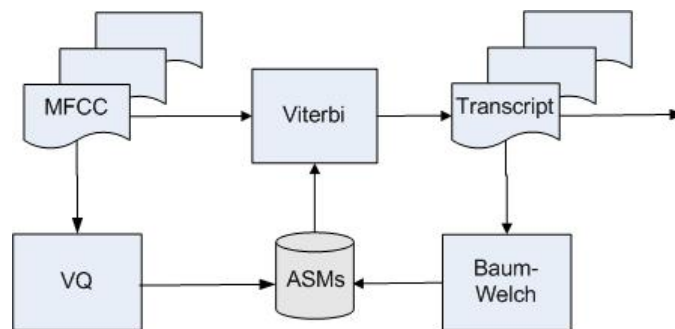 MFCC
Viterbi
Transcript
VQ
ASMs
Baum-
Welch